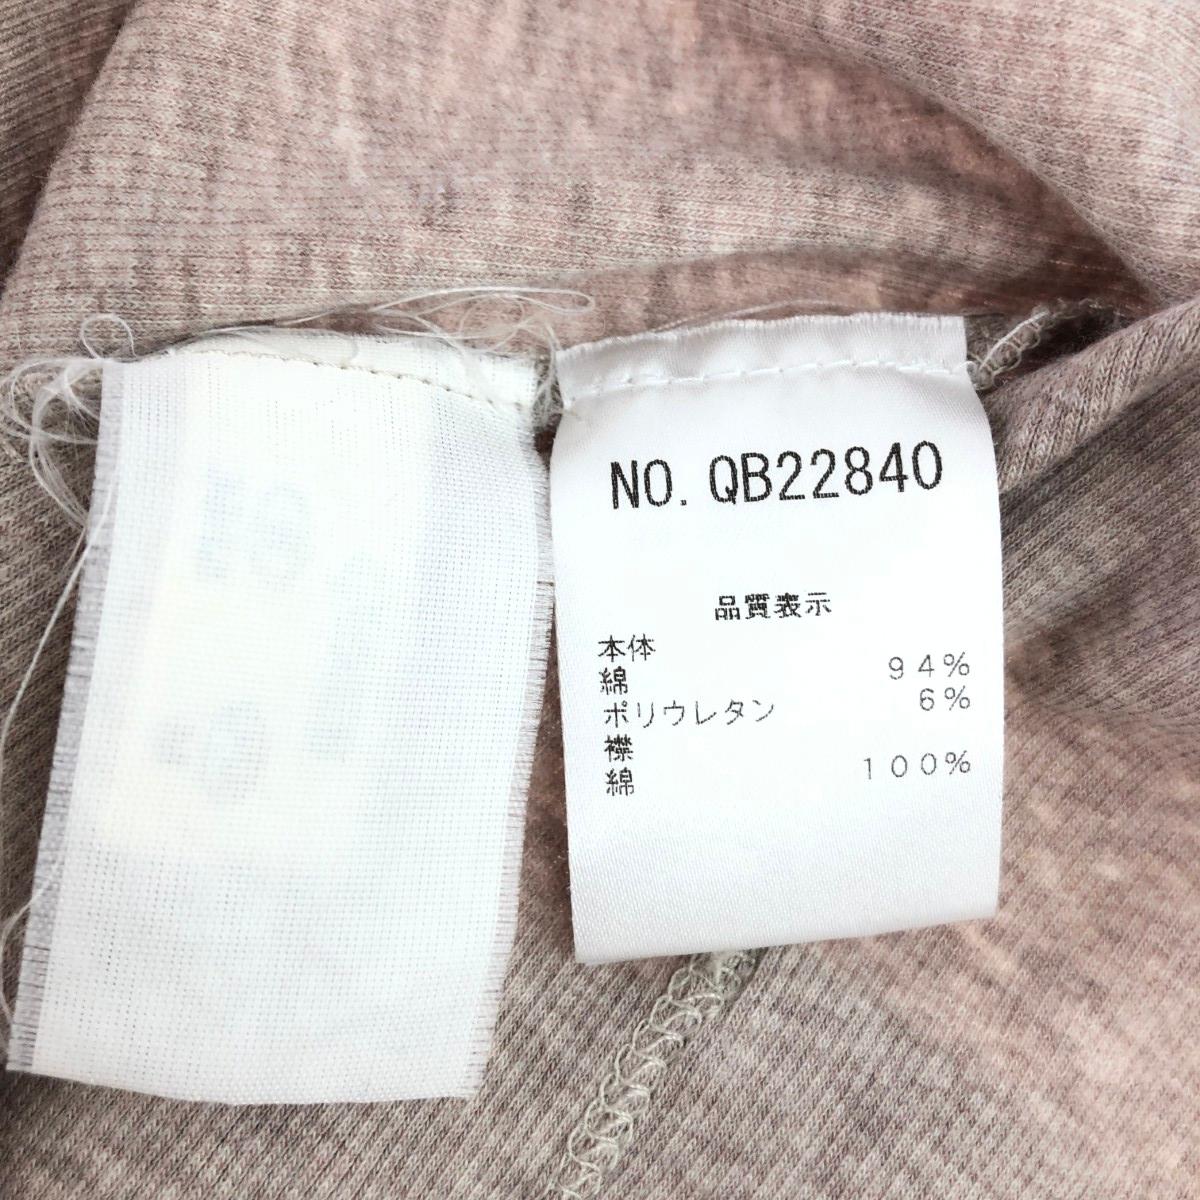 NO. QB22840
品質表示
本体
綿 94%
ポリウレタン 6%
襟
綿 100%